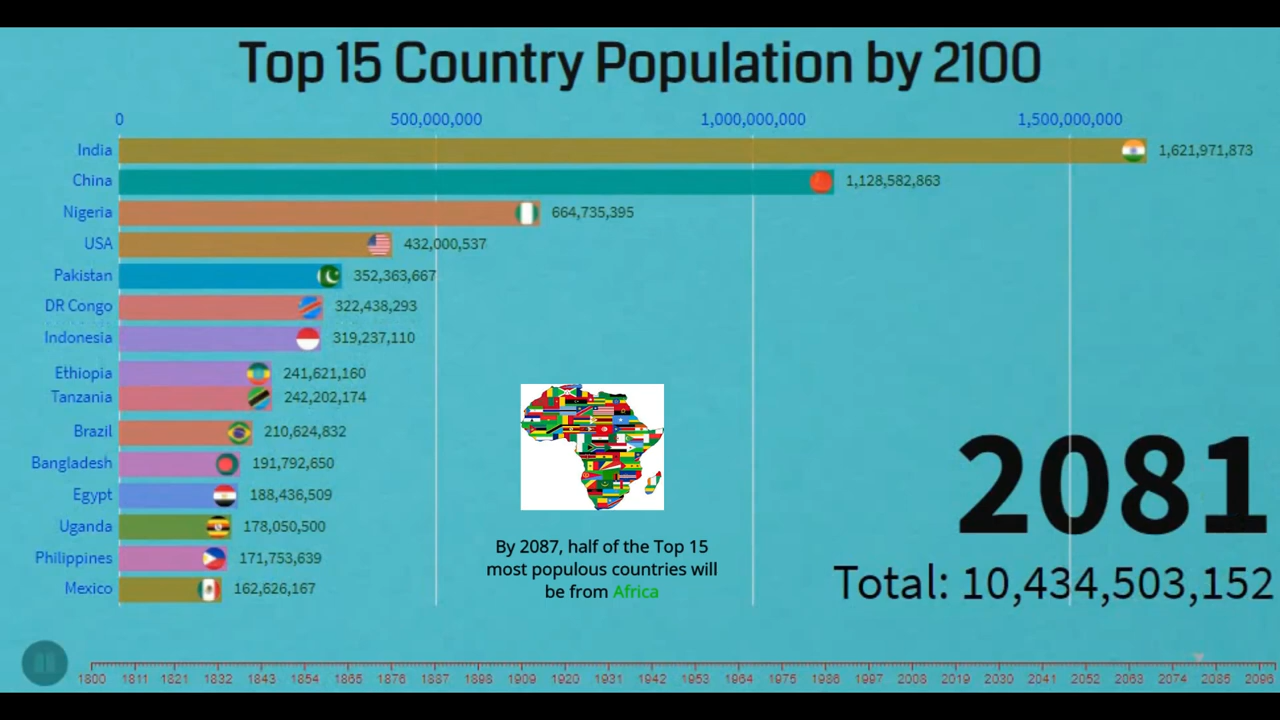 Top 15 Country Population by 2100
0 500,000,000 1,000,000,000 1,500,000,000
India 1,621,971,873
China 1,128,582,863
Nigeria 664,735,395
USA 432,000,537
Pakistan 352,363,667
DR Congo 322,438,293
Indonesia 319,237,110
Ethiopia 241,621,160
Tanzania 242,202,174
Brazil 210,624,832
Bangladesh 191,792,650
Egypt 188,436,509
Uganda 178,050,500
Philippines 171,753,639
Mexico 162,626,167
By 2087, half of the Top 15
most populous countries will
be from Africa
2081
Total: 10,434,503,152
1800 1811 1821 1832 1843 1854 1865 1876 1887 1898 1909 1920 1931 1942 1953 1964 1975 1986 1997 2008 2019 2030 2041 2052 2063 2074 2085 2096